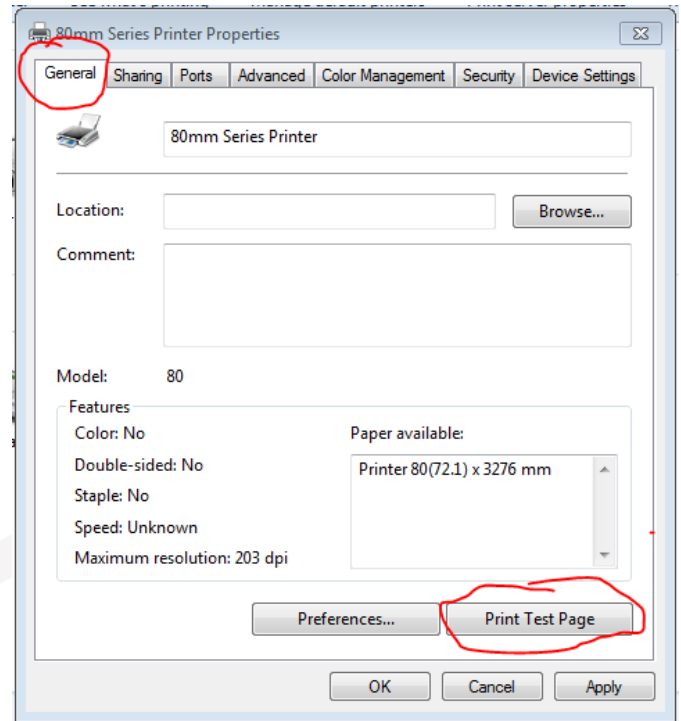 80mm Series Printer Properties
General Sharing Ports Advanced Color Management Security Device Settings
80mm Series Printer
Location:
Browse...
Comment:
Model: 80
Features
Color: No
Paper available:
Double-sided: No
Printer 80(72.1) x 3276 mm
Staple: No
Speed: Unknown
Maximum resolution: 203 dpi
Preferences... Print Test Page
OK Cancel Apply